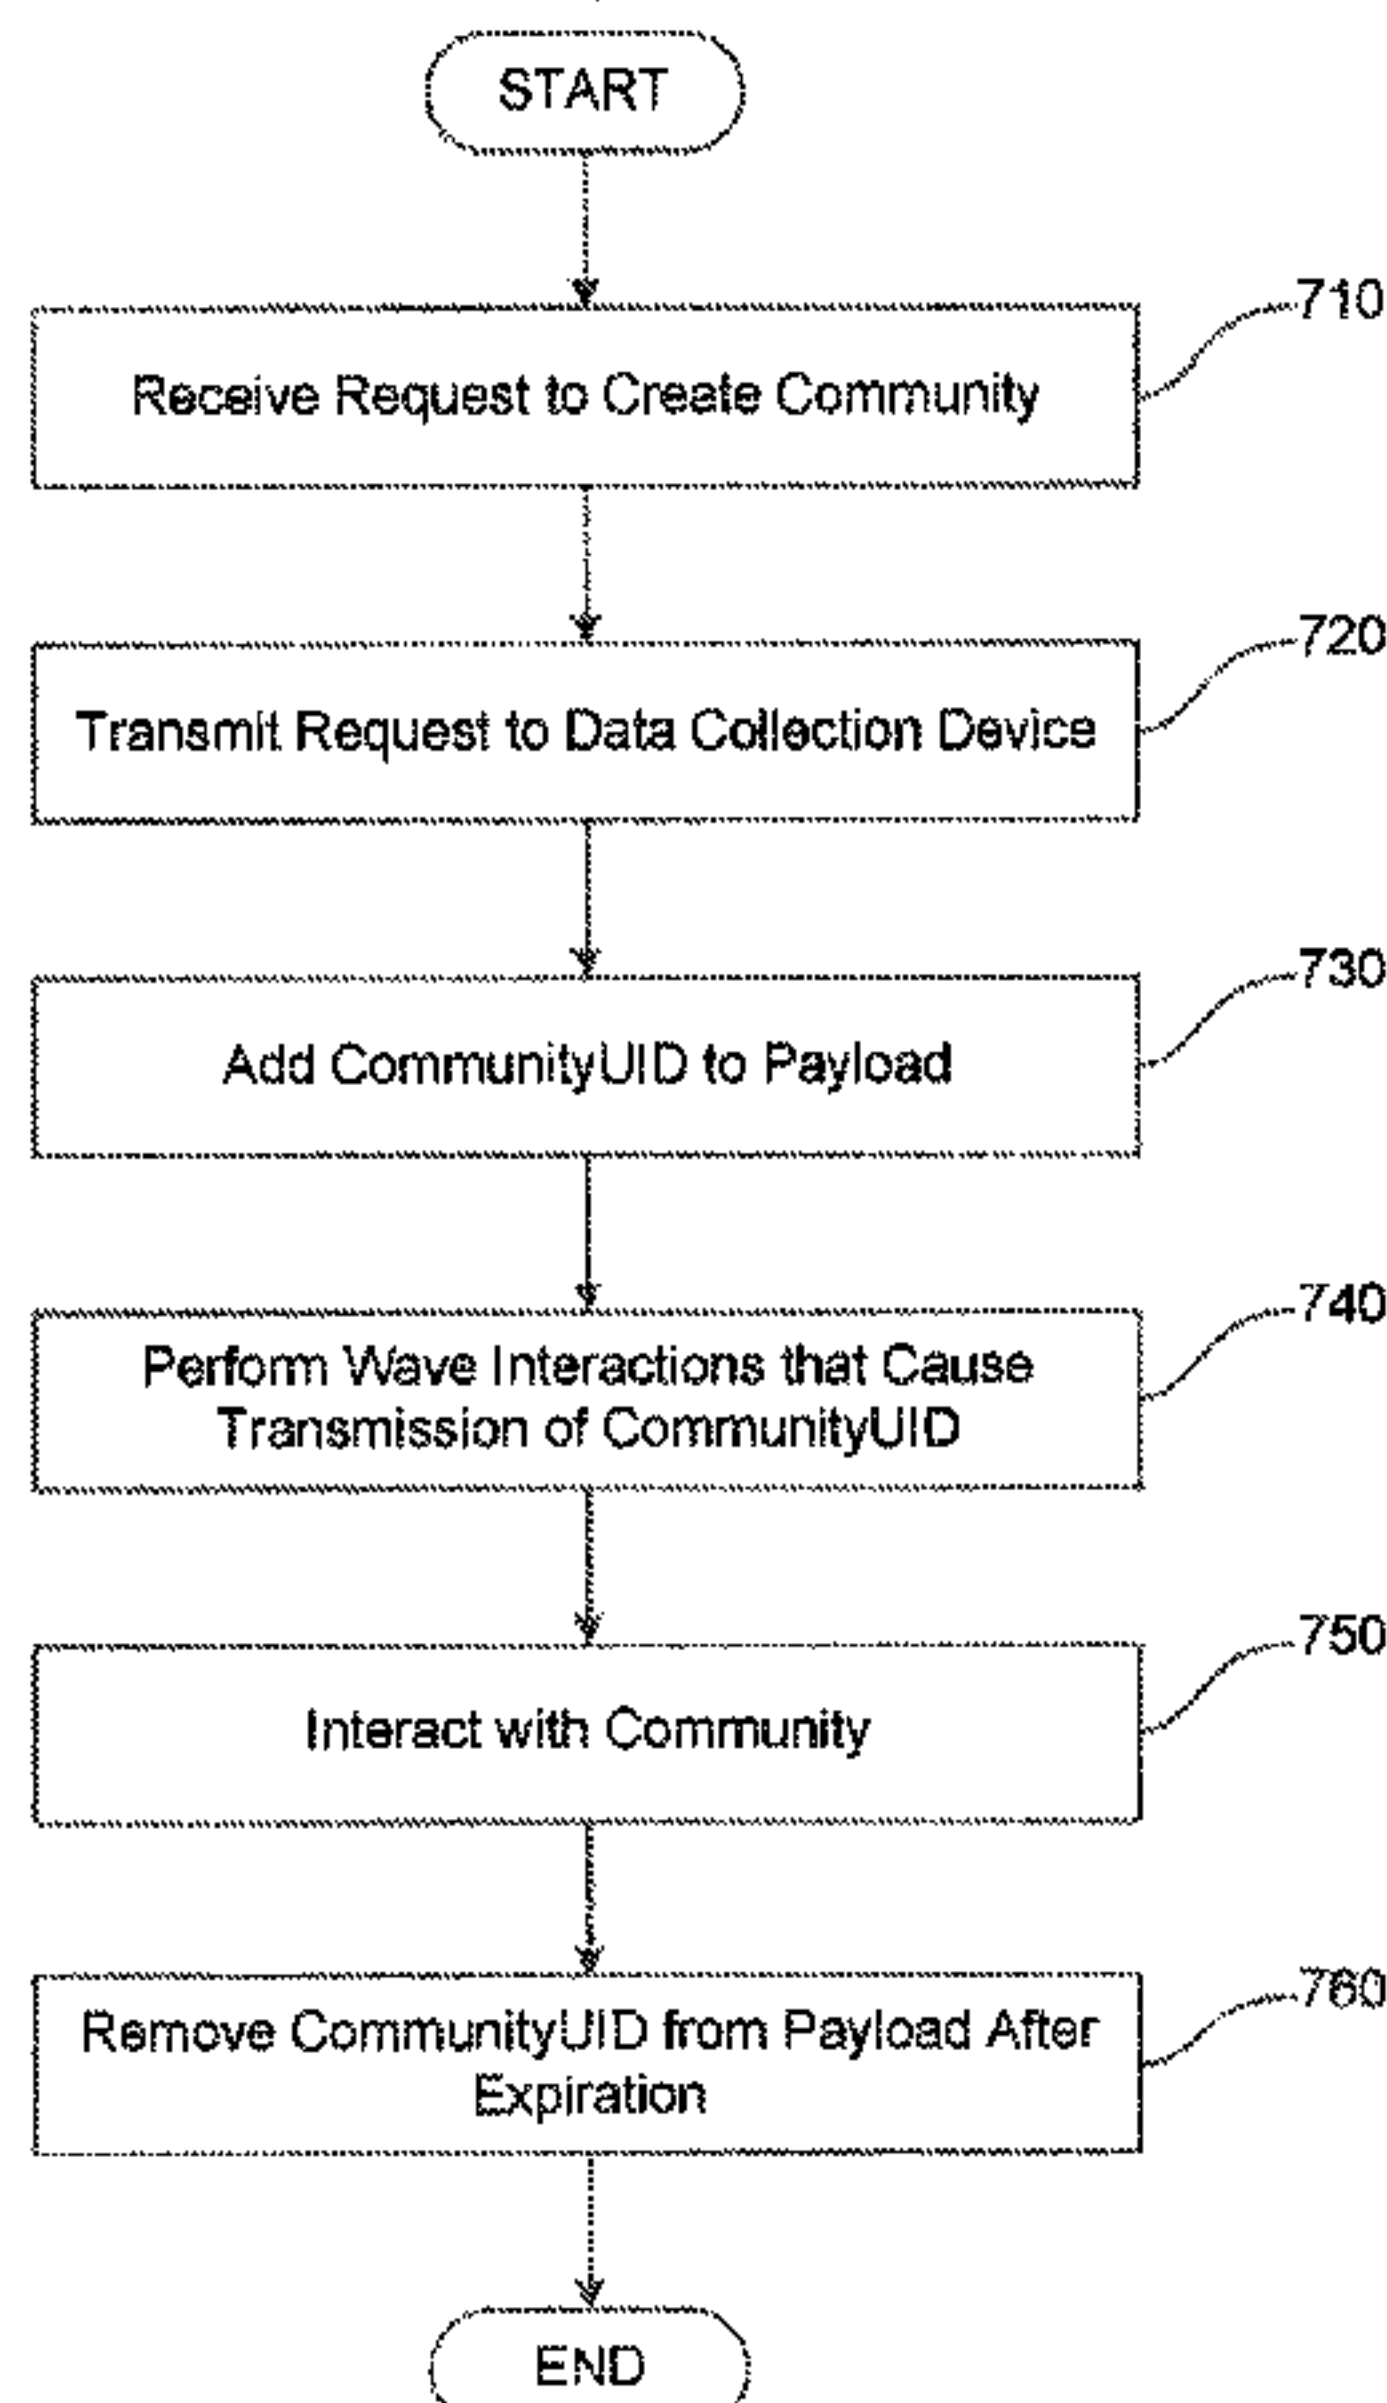 START
710
Receive Request to Create Community
720
Transmit Request to Data Collection Device
730
Add CommunityUID to Payload
740
Perform Wave Interactions that Cause
Transmission of CommunityUID
750
Interact with Community
760
Remove CommunityUID from Payload After
Expiration
END